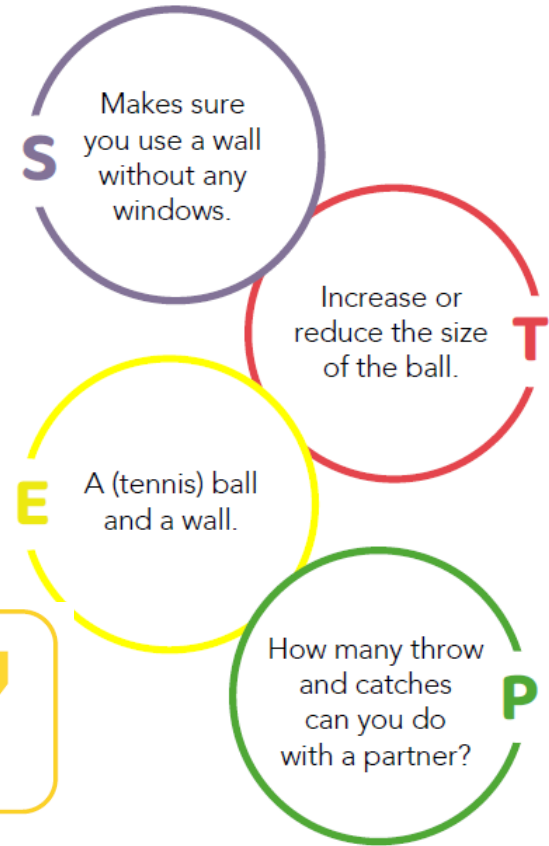 S
Makes sure
you use a wall
without any
windows.
T
Increase or
reduce the size
of the ball.
E
A (tennis) ball
and a wall.
P
How many throw
and catches
can you do
with a partner?